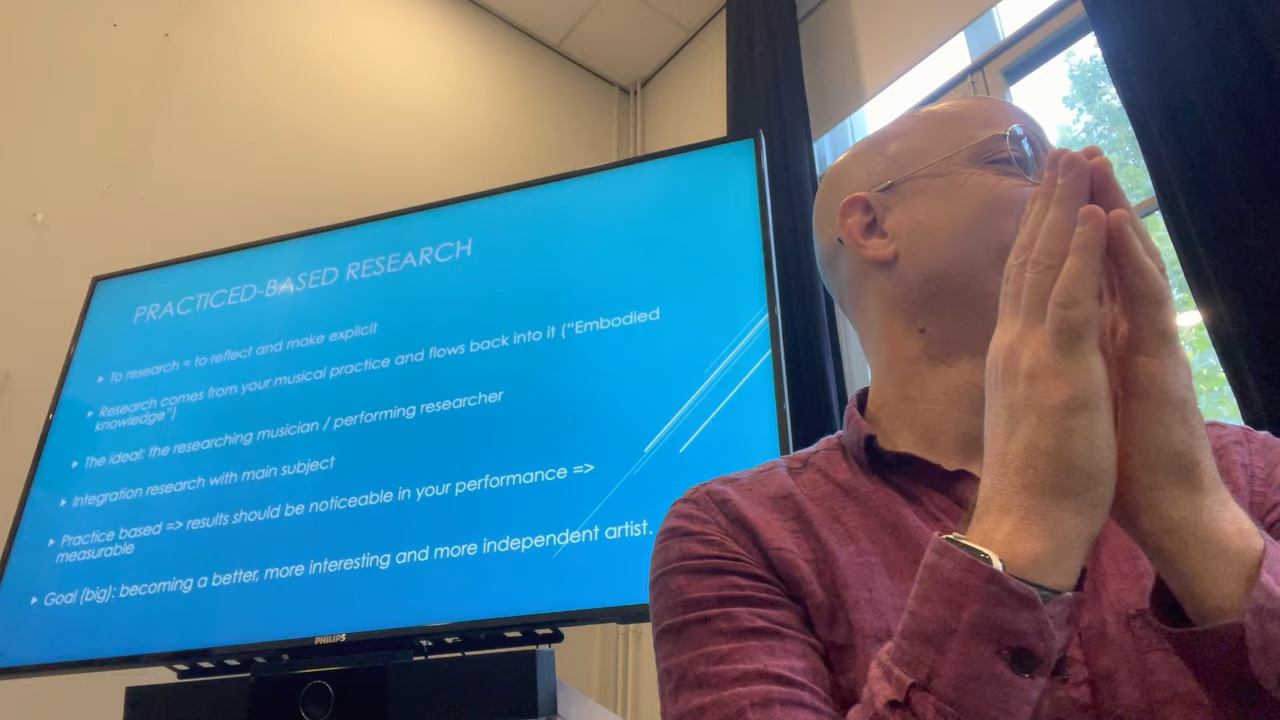 PRACTICED-BASED RESEARCH
To research = to reflect and make explicit
Research comes from your musical practice and flows back into it (“Embodied
knowledge”)
The ideal: the researching musician / performing researcher
Integration research with main subject
Practice based => results should be noticeable in your performance =>
measurable
Goal (big): becoming a better, more interesting and more independent artist.
PHILIPS